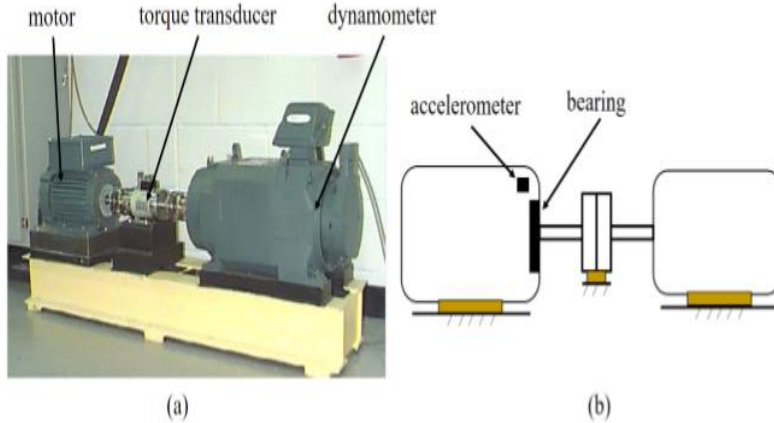 motor
torque transducer
dynamometer
accelerometer
bearing
(a)
(b)